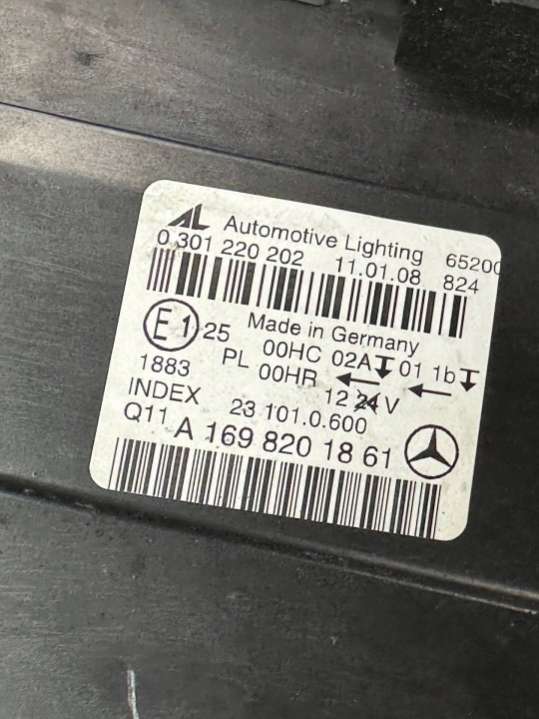 AL Automotive Lighting 65200
0 301 220 202 11.01.08 824
E1 25 Made in Germany
00HC 02A 01 1b
1883 PL 00HR
12 24 V
INDEX 23 101.0.600
Q11 A 169 820 18 61